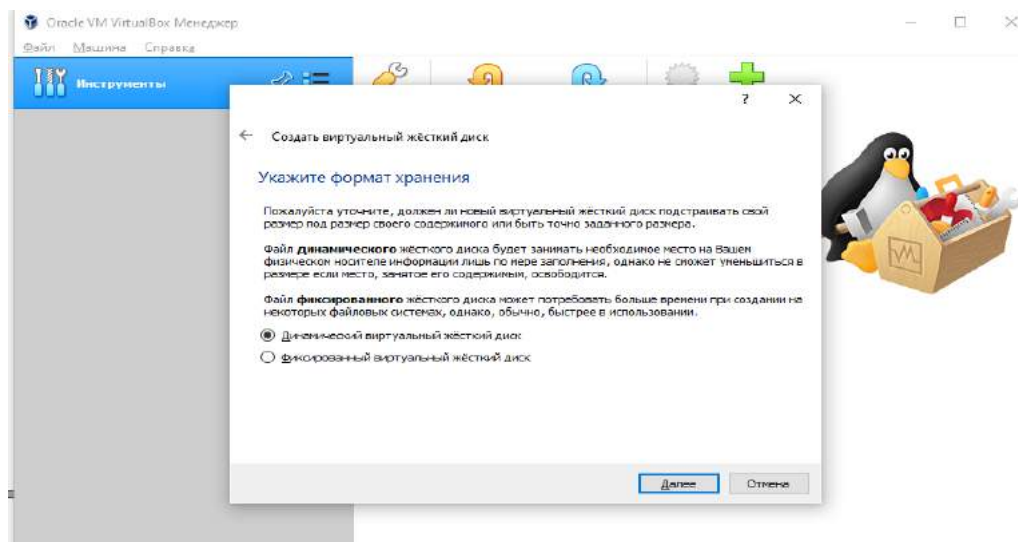 Oracle VM VirtualBox Менеджер
Файл Машина Справка
Инструменты
? ×
← Создать виртуальный жёсткий диск
Укажите формат хранения
Пожалуйста уточните, должен ли новый виртуальный жёсткий диск подстраивать свой
размер под размер своего содержимого или быть точно заданного размера.
Файл динамического жёсткого диска будет занимать необходимое место на Вашем
физическом носителе информации лишь по мере заполнения, однако не сможет уменьшиться в
размере если место, занятое его содержимым, освободится.
Файл фиксированного жёсткого диска может потребовать больше времени при создании на
некоторых файловых системах, однако, обычно, быстрее в использовании.
Динамический виртуальный жёсткий диск
Фиксированный виртуальный жёсткий диск
Далее Отмена